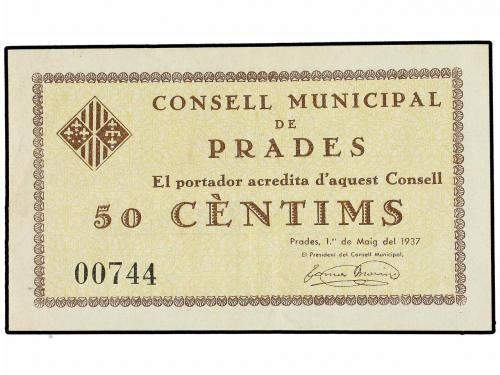 CONSELL MUNICIPAL
DE
PRADES
El portador acredita d'aquest Consell
50 CÈNTIMS
Prades, 1.er de Maig del 1937
El President del Consell Municipal,
00744